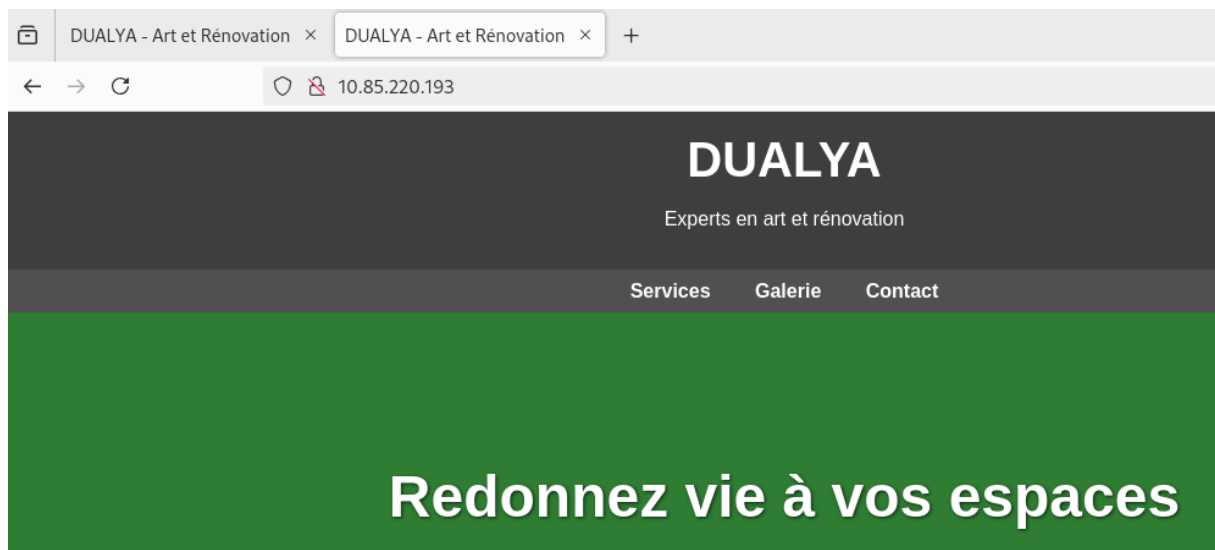 DUALYA - Art et Rénovation × DUALYA - Art et Rénovation × +
10.85.220.193
DUALYA
Experts en art et rénovation
Services Galerie Contact
Redonnez vie à vos espaces